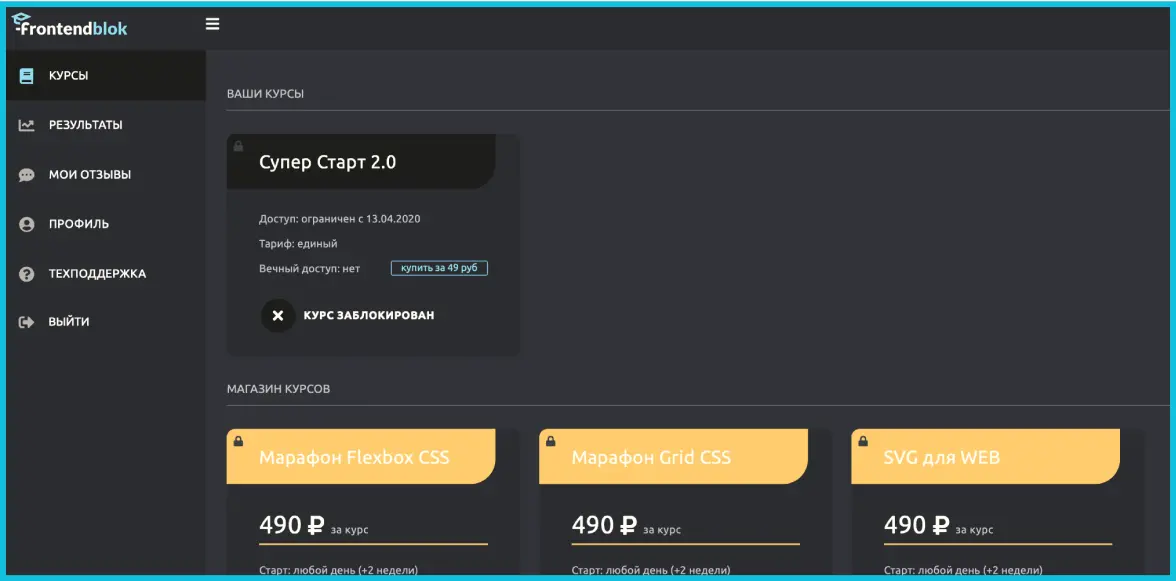 Frontendblok
КУРСЫ
РЕЗУЛЬТАТЫ
МОИ ОТЗЫВЫ
ПРОФИЛЬ
ТЕХПОДДЕРЖКА
ВЫЙТИ
ВАШИ КУРСЫ
Супер Старт 2.0
Доступ: ограничен с 13.04.2020
Тариф: единый
Вечный доступ: нет купить за 49 руб
КУРС ЗАБЛОКИРОВАН
МАГАЗИН КУРСОВ
Марафон Flexbox CSS
490 ₽ за курс
Старт: любой день (+2 недели)
Марафон Grid CSS
490 ₽ за курс
Старт: любой день (+2 недели)
SVG для WEB
490 ₽ за курс
Старт: любой день (+2 недели)